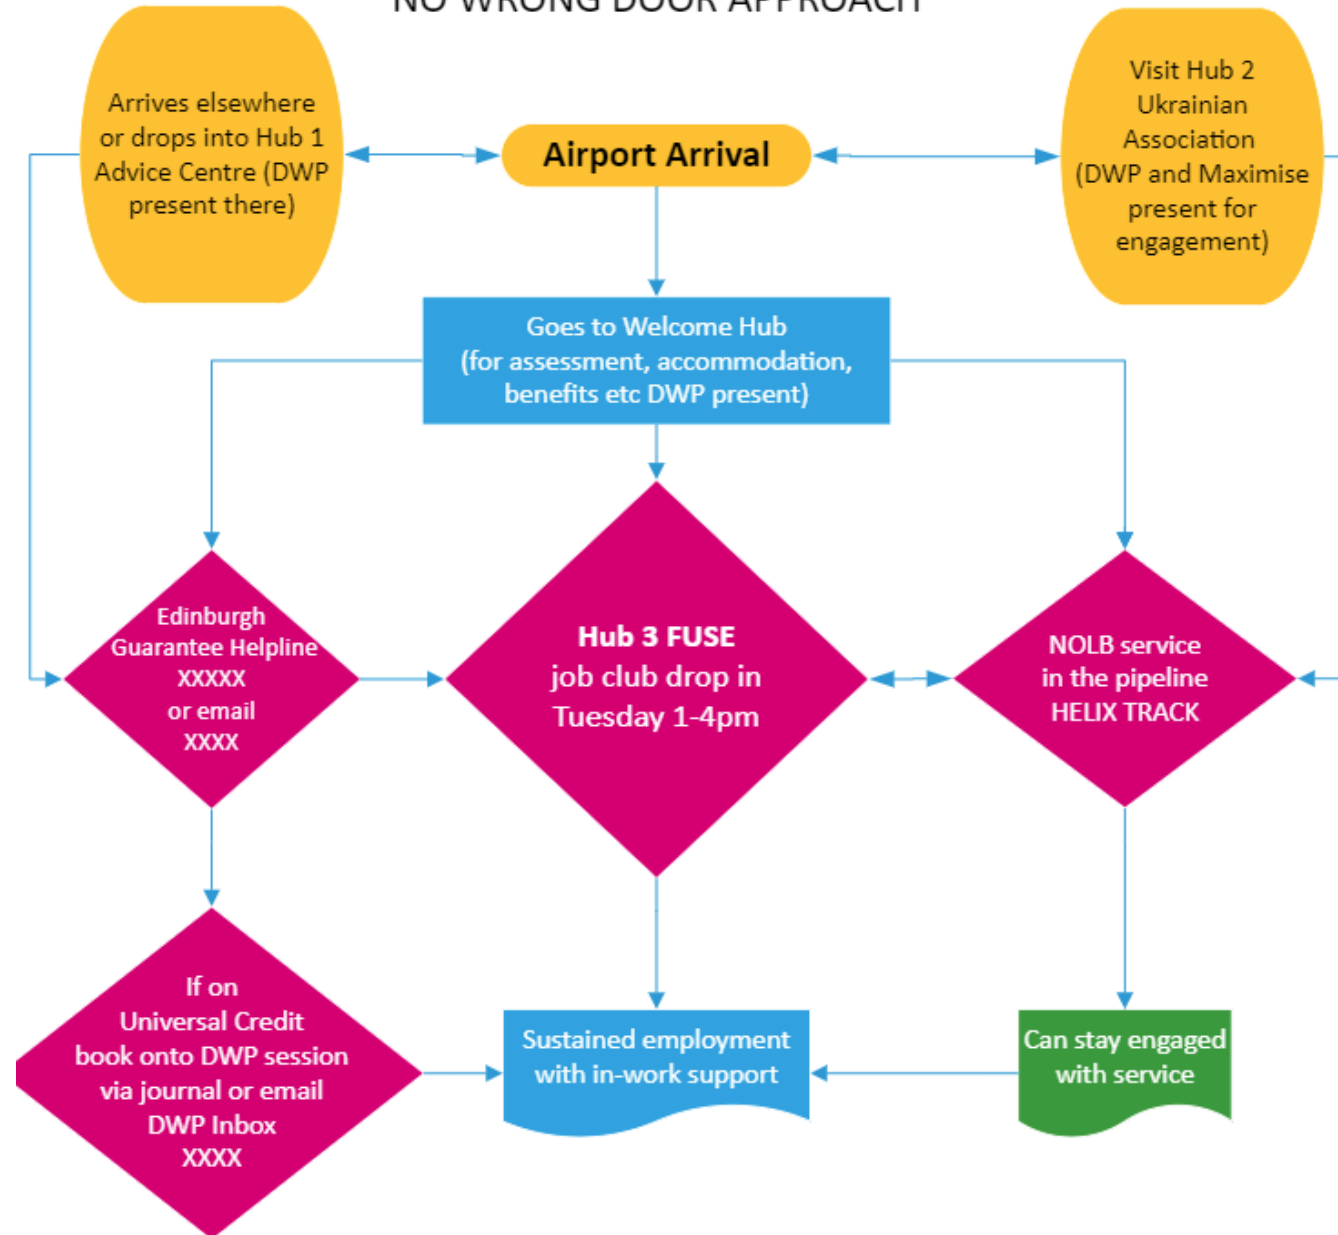 NO WRONG DOOR APPROACH
Arrives elsewhere
or drops into Hub 1
Advice Centre (DWP
present there)
Airport Arrival
Visit Hub 2
Ukrainian
Association
(DWP and Maximise
present for
engagement)
Goes to Welcome Hub
(for assessment, accommodation,
benefits etc DWP present)
Edinburgh
Guarantee Helpline
XXXXX
or email
XXXX
Hub 3 FUSE
job club drop in
Tuesday 1-4pm
NOLB service
in the pipeline
HELIX TRACK
If on
Universal Credit
book onto DWP session
via journal or email
DWP Inbox
XXXX
Sustained employment
with in-work support
Can stay engaged
with service